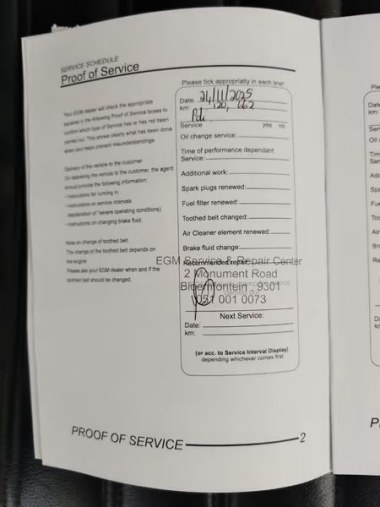 SERVICE SCHEDULE
Proof of Service
Your EGM dealer will check the appropriate
squares in the following Proof of Service boxes to
confirm which type of Service has or has not been
carried out. This shows clearly what has been done
when and helps prevent misunderstandings.
Delivery of the vehicle to the customer
On delivering the vehicle to the customer, the agent
should provide the following information:
- instructions for running in
- instructions on service intervals
(explanation of "severe operating conditions)
- instructions on changing brake fluid.
Note on change of toothed belt.
The change of the toothed belt depends on
the engine.
Please ask your EGM dealer when and if the
toothed belt should be changed.
Please tick appropriately in each line!
Date: 24/11/2025
km: 120, 662
Pdi
Service yes no
Oil change service:
Time of performance dependant
Service:
Additional work:
Spark plugs renewed:
Fuel filter renewed:
Toothed belt changed:
Air Cleaner element renewed:
Brake fluid change:
Recommended repair
EGM Service & Repair Center
2 Monument Road
Bloemfontein, 9301
051 001 0073
Next Service:
Date:
km:
(or acc. to Service Interval Display)
depending whichever comes first
PROOF OF SERVICE 2